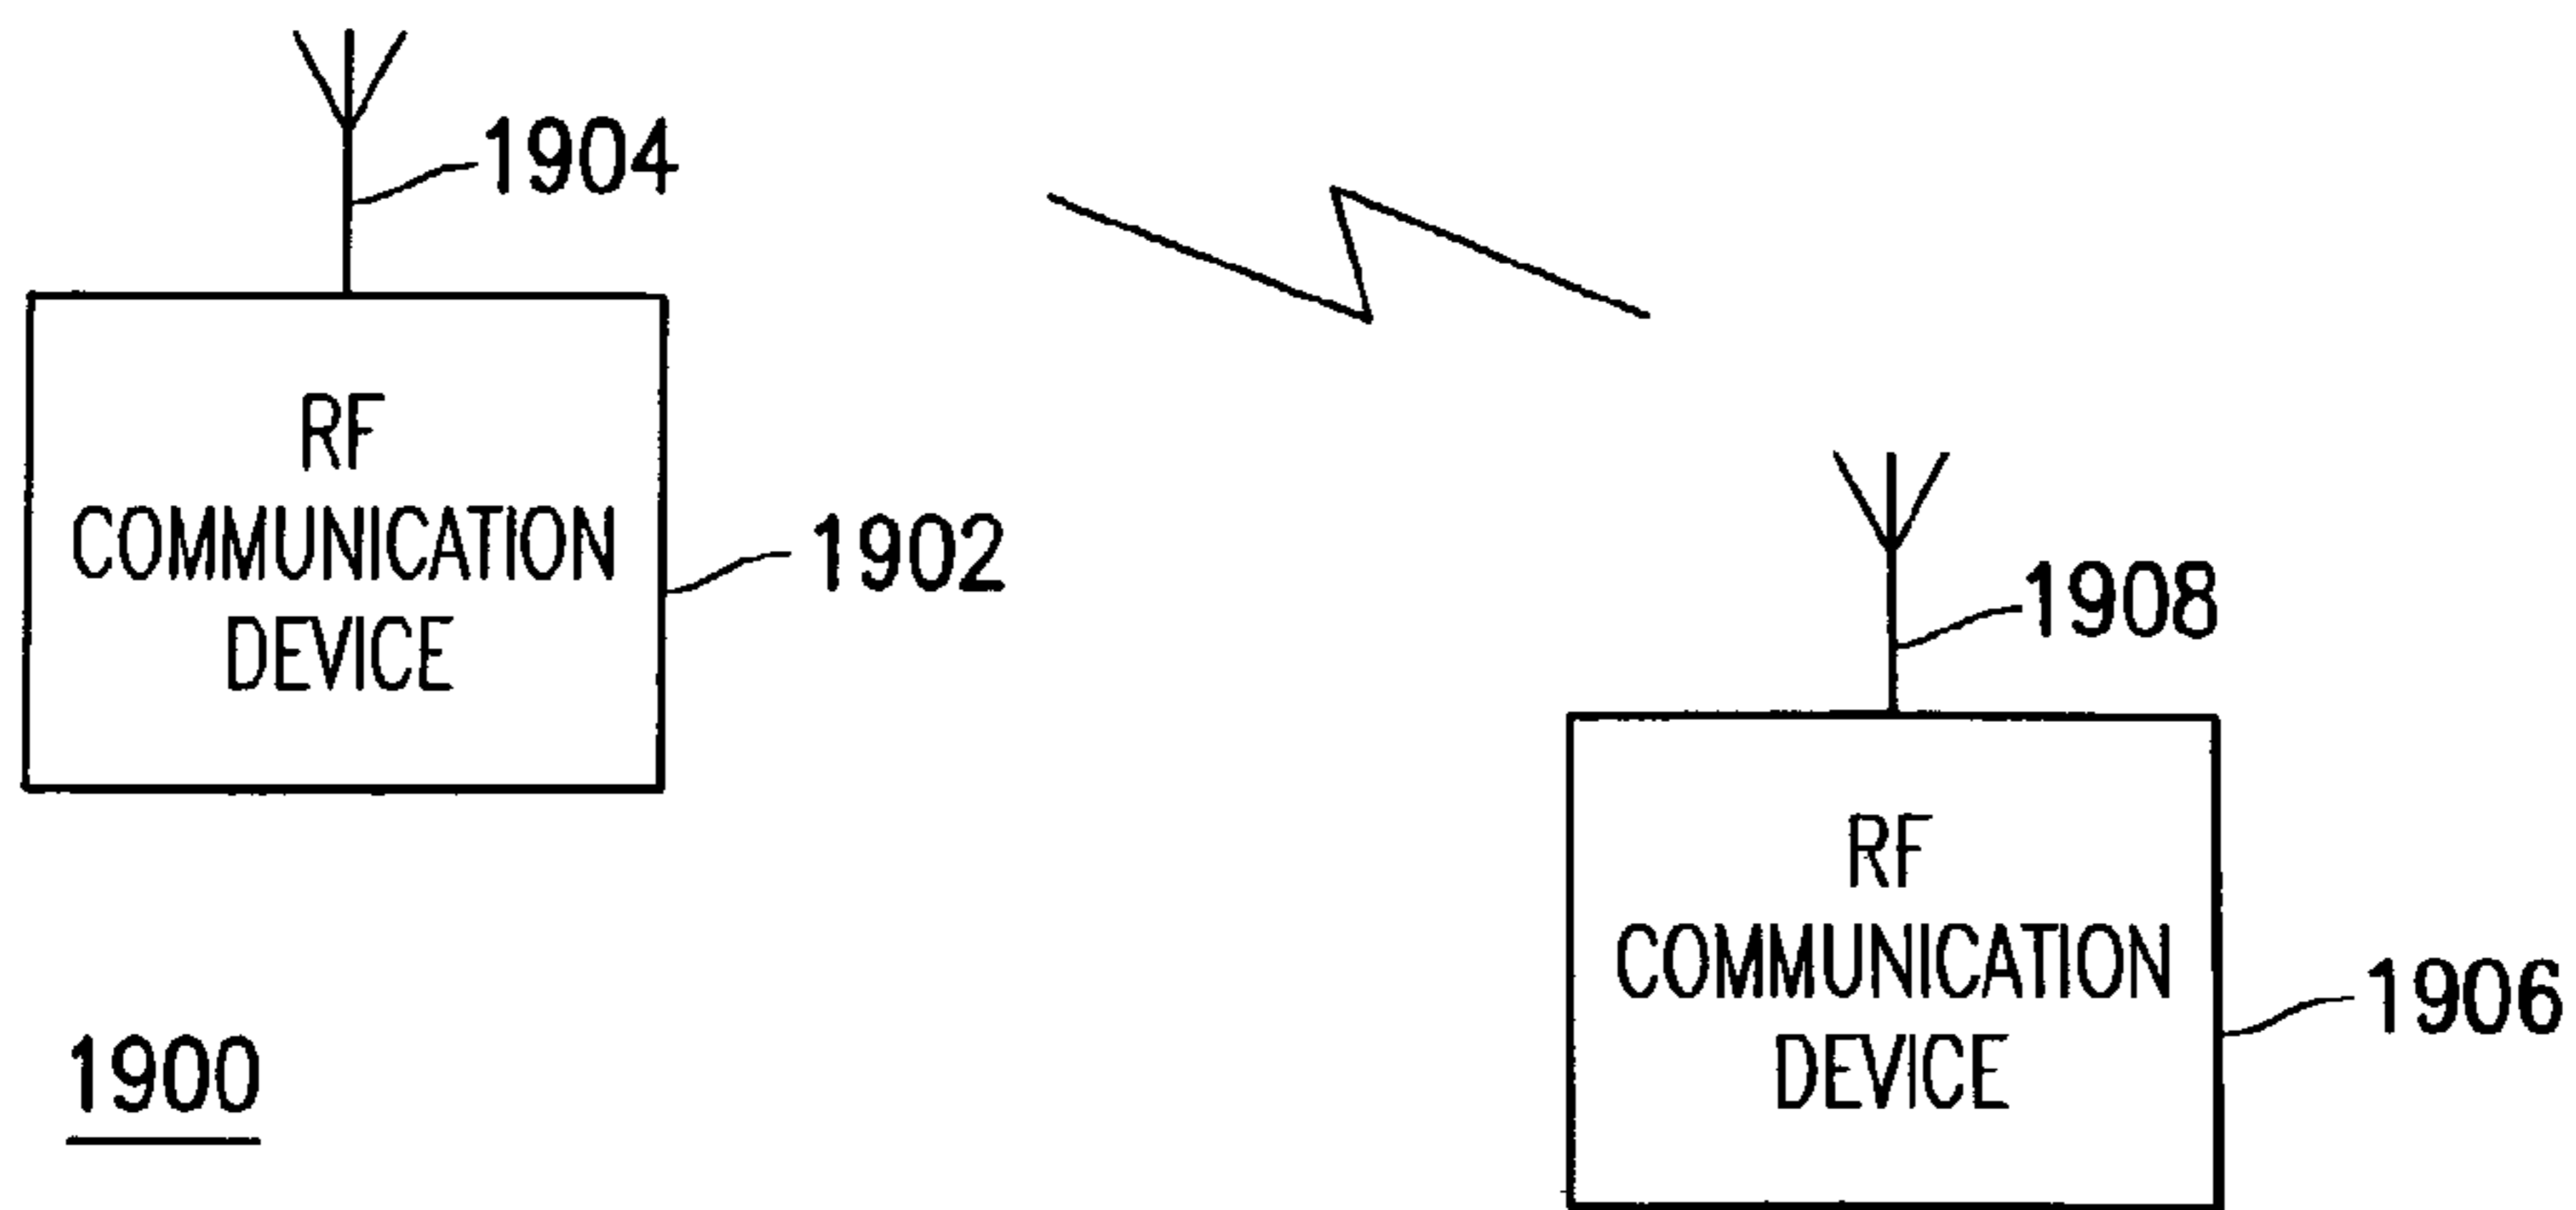 1904
RF
COMMUNICATION
DEVICE
1902
1908
RF
COMMUNICATION
DEVICE
1906
1900